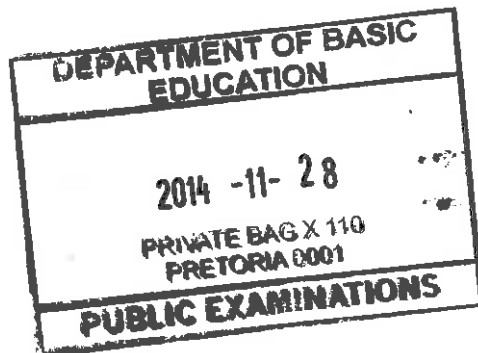 DEPARTMENT OF BASIC
EDUCATION
2014 -11- 28
PRIVATE BAG X 110
PRETORIA 0001
PUBLIC EXAMINATIONS